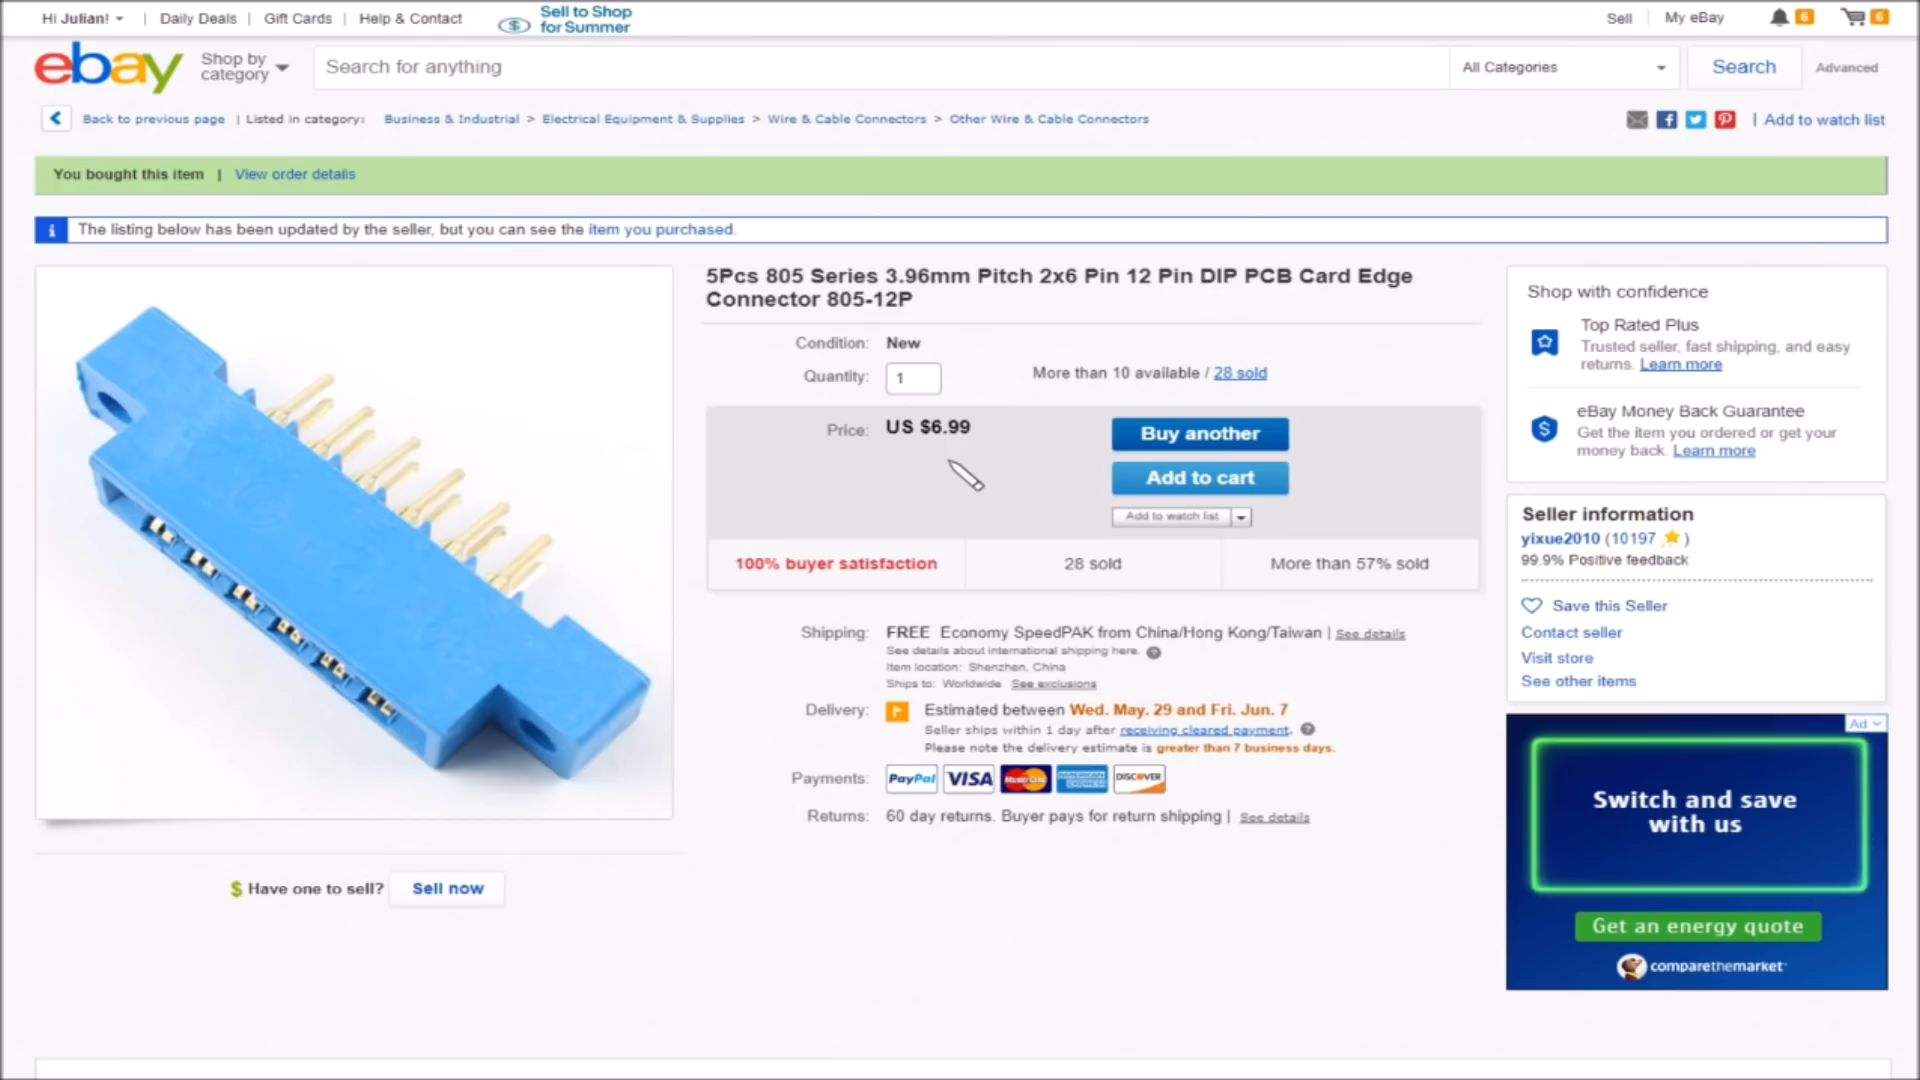 Hi Julian! | Daily Deals | Gift Cards | Help & Contact
Sell to Shop
for Summer
Sell | My eBay 6 6
ebay
Shop by
category
Search for anything
All Categories
Search
Advanced
Back to previous page | Listed in category: Business & Industrial > Electrical Equipment & Supplies > Wire & Cable Connectors > Other Wire & Cable Connectors
| Add to watch list
You bought this item | View order details
i The listing below has been updated by the seller, but you can see the item you purchased.
5Pcs 805 Series 3.96mm Pitch 2x6 Pin 12 Pin DIP PCB Card Edge
Connector 805-12P
Condition: New
Quantity: 1
More than 10 available / 28 sold
Price: US $6.99
Buy another
Add to cart
Add to watch list
100% buyer satisfaction
28 sold
More than 57% sold
Shipping: FREE Economy SpeedPAK from China/Hong Kong/Taiwan | See details
See details about international shipping here.
Item location: Shenzhen, China
Ships to: Worldwide See exclusions
Delivery: Estimated between Wed. May. 29 and Fri. Jun. 7
Seller ships within 1 day after receiving cleared payment.
Please note the delivery estimate is greater than 7 business days.
Payments: PayPal VISA MasterCard AMERICAN EXPRESS DISCOVER
Returns: 60 day returns. Buyer pays for return shipping | See details
$ Have one to sell? Sell now
Shop with confidence
Top Rated Plus
Trusted seller, fast shipping, and easy
returns. Learn more
eBay Money Back Guarantee
Get the item you ordered or get your
money back. Learn more
Seller information
yixue2010 (10197 )
99.9% Positive feedback
Save this Seller
Contact seller
Visit store
See other items
Ad
Switch and save
with us
Get an energy quote
comparethemarket